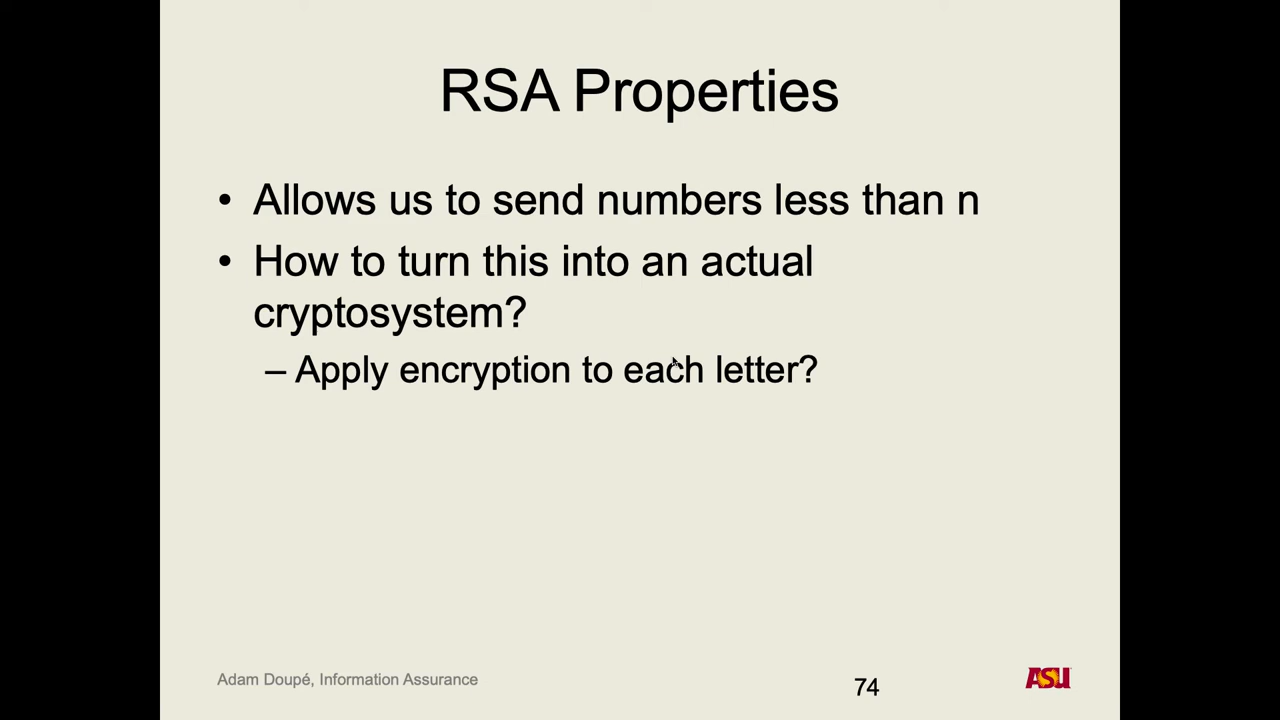 RSA Properties
• Allows us to send numbers less than n
• How to turn this into an actual
cryptosystem?
– Apply encryption to each letter?
Adam Doupé, Information Assurance
74
ASU